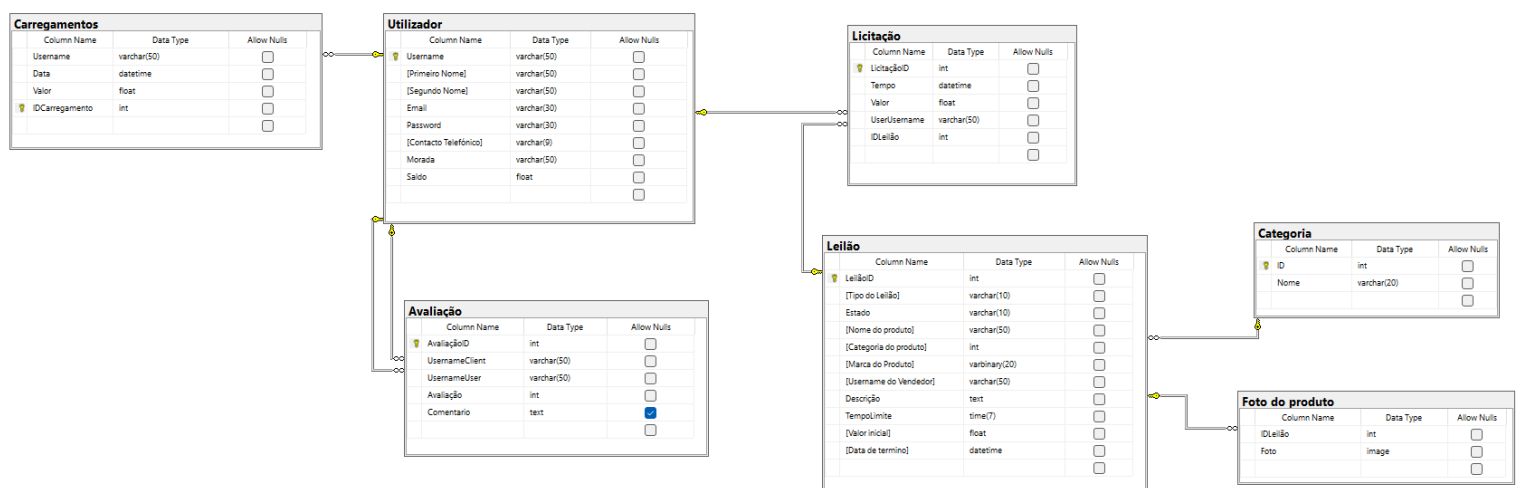 Carregamentos
Column Name Data Type Allow Nulls
Username varchar(50)
Data datetime
Valor float
IDCarregamento int
Utilizador
Column Name Data Type Allow Nulls
Username varchar(50)
[Primeiro Nome] varchar(50)
[Segundo Nome] varchar(50)
Email varchar(30)
Password varchar(30)
[Contacto Telefónico] varchar(9)
Morada varchar(50)
Saldo float
Licitação
Column Name Data Type Allow Nulls
LicitaçãoID int
Tempo datetime
Valor float
UserUsername varchar(50)
IDLeilão int
Avaliação
Column Name Data Type Allow Nulls
AvaliaçãoID int
UsernameClient varchar(50)
UsernameUser varchar(50)
Avaliação int
Comentario text
Leilão
Column Name Data Type Allow Nulls
LeilãoID int
[Tipo do Leilão] varchar(10)
Estado varchar(10)
[Nome do produto] varchar(50)
[Categoria do produto] int
[Marca do Produto] varbinary(20)
[Username do Vendedor] varchar(50)
Descrição text
TempoLimite time(7)
[Valor inicial] float
[Data de termino] datetime
Categoria
Column Name Data Type Allow Nulls
ID int
Nome varchar(20)
Foto do produto
Column Name Data Type Allow Nulls
IDLeilão int
Foto image